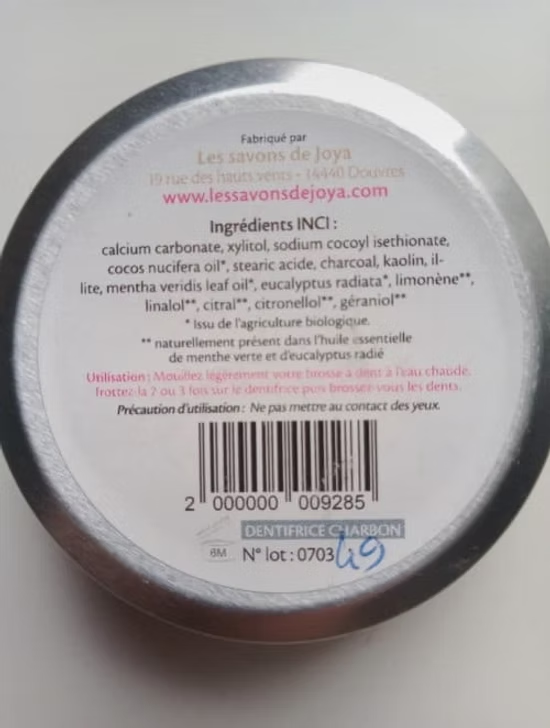 Fabriqué par
Les savons de Joya
19 rue des hauts vents - 14440 Douvres
www.lessavonsdejoya.com
Ingrédients INCI :
calcium carbonate, xylitol, sodium cocoyl isethionate,
cocos nucifera oil*, stearic acide, charcoal, kaolin, il-
lite, mentha veridis leaf oil*, eucalyptus radiata*, limonène**,
linalol**, citral**, citronellol**, géraniol**
* Issu de l'agriculture biologique.
** naturellement présent dans l'huile essentielle
de menthe verte et d'eucalyptus radié
Utilisation : Mouillez légèrement votre brosse à dent à l'eau chaude,
frottez-la 2 ou 3 fois sur le dentifrice puis brossez-vous les dents.
Précaution d'utilisation : Ne pas mettre au contact des yeux.
2 000000 009285
DENTIFRICE CHARBON
6M N° lot : 0703 49